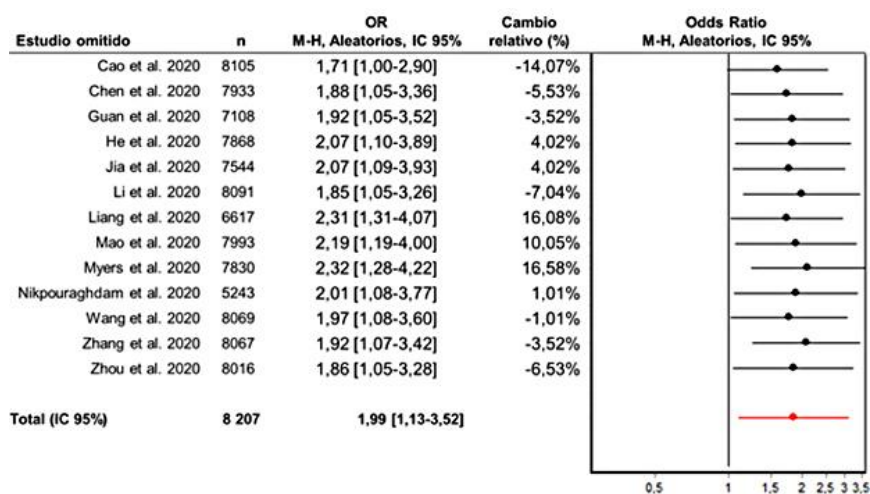 OR Cambio Odds Ratio
Estudio omitido n M-H, Aleatorios, IC 95% relativo (%) M-H, Aleatorios, IC 95%
Cao et al. 2020 8105 1,71 [1,00-2,90] -14,07%
Chen et al. 2020 7933 1,88 [1,05-3,36] -5,53%
Guan et al. 2020 7108 1,92 [1,05-3,52] -3,52%
He et al. 2020 7868 2,07 [1,10-3,89] 4,02%
Jia et al. 2020 7544 2,07 [1,09-3,93] 4,02%
Li et al. 2020 8091 1,85 [1,05-3,26] -7,04%
Liang et al. 2020 6617 2,31 [1,31-4,07] 16,08%
Mao et al. 2020 7993 2,19 [1,19-4,00] 10,05%
Myers et al. 2020 7830 2,32 [1,28-4,22] 16,58%
Nikpouraghdam et al. 2020 5243 2,01 [1,08-3,77] 1,01%
Wang et al. 2020 8069 1,97 [1,08-3,60] -1,01%
Zhang et al. 2020 8067 1,92 [1,07-3,42] -3,52%
Zhou et al. 2020 8016 1,86 [1,05-3,28] -6,53%
Total (IC 95%) 8 207 1,99 [1,13-3,52]
0,5 1 1,5 2 2,5 3 3,5